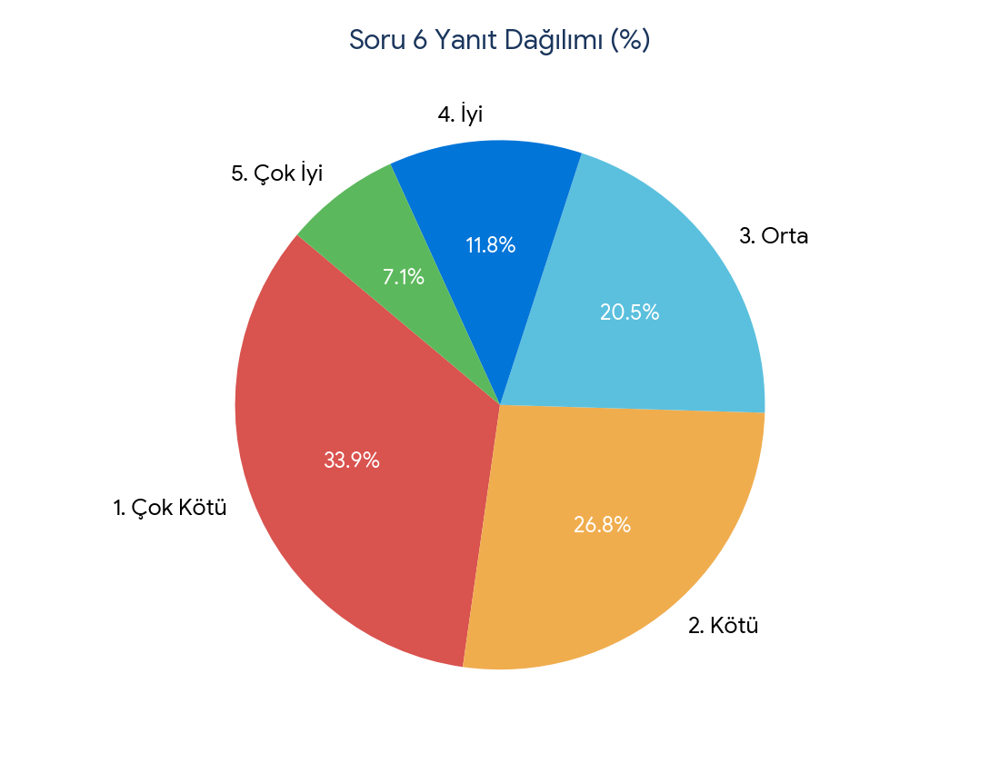 Soru 6 Yanıt Dağılımı (%)
4. İyi
5. Çok İyi
3. Orta
11.8%
7.1%
20.5%
33.9%
1. Çok Kötü
26.8%
2. Kötü